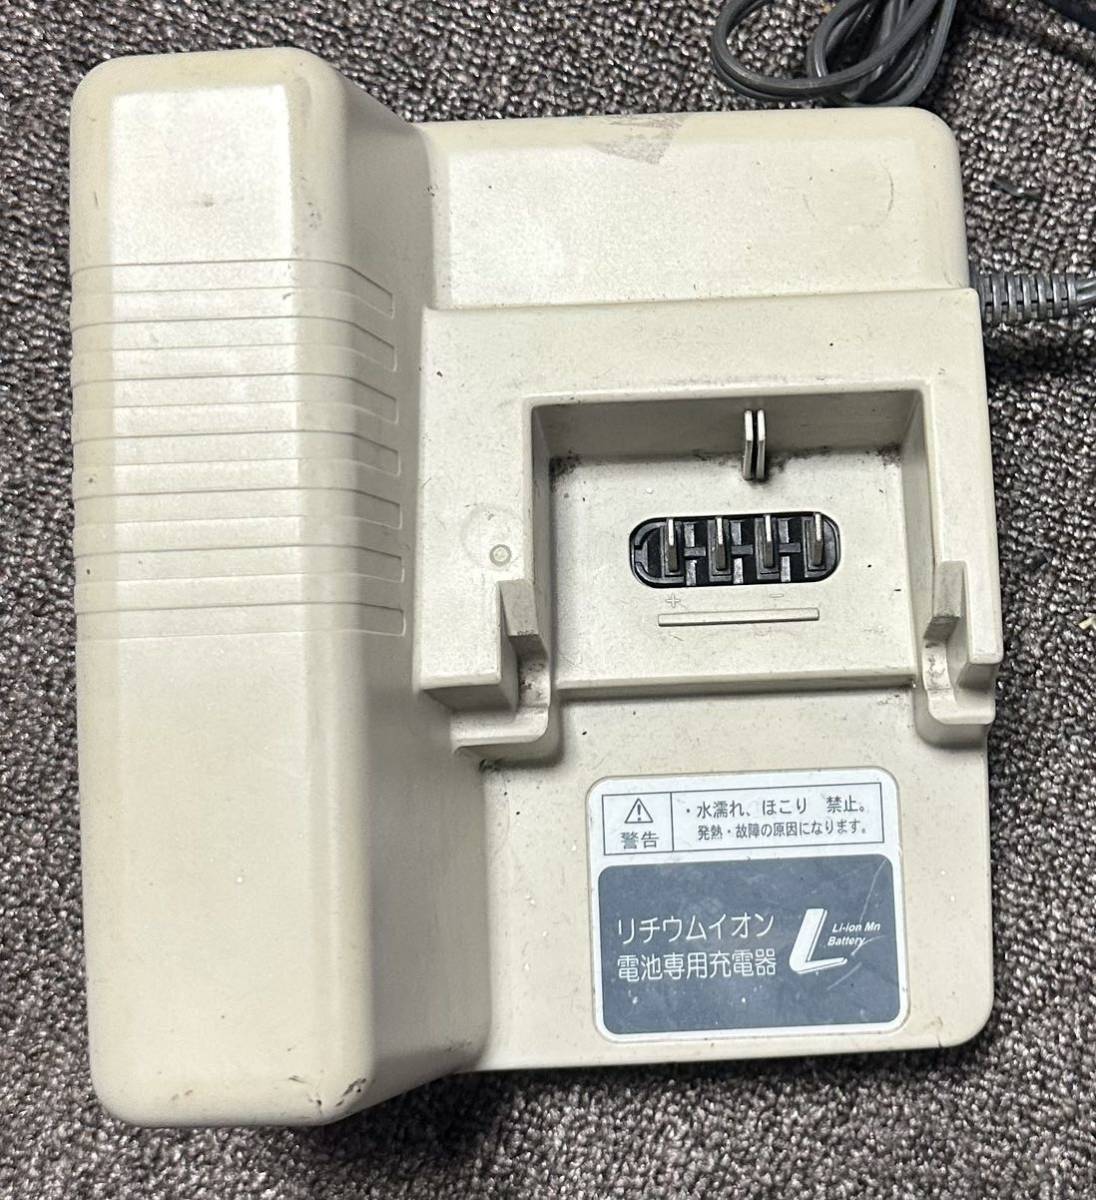 + −
警告
・水濡れ、ほこり 禁止。
発熱・故障の原因になります。
リチウムイオン
電池専用充電器
L Li-ion Mn
Battery